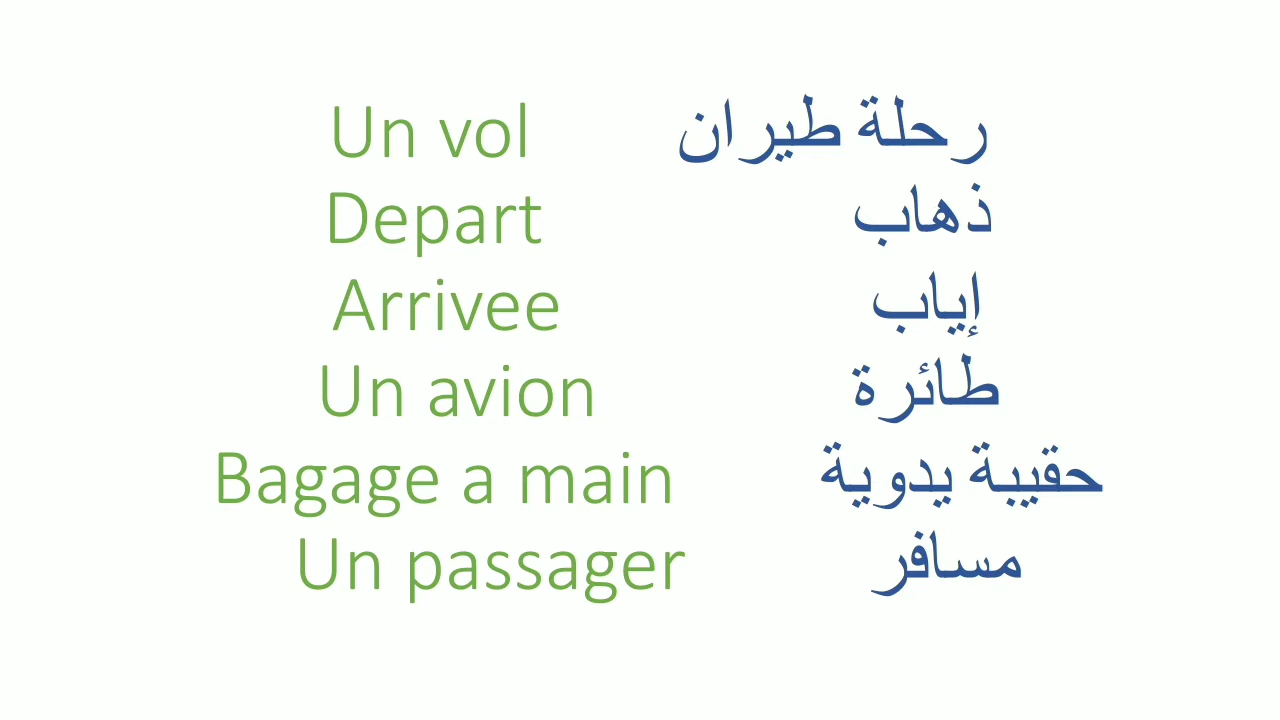 Un vol رحلة طيران
Depart ذهاب
Arrivee إياب
Un avion طائرة
Bagage a main حقيبة يدوية
Un passager مسافر